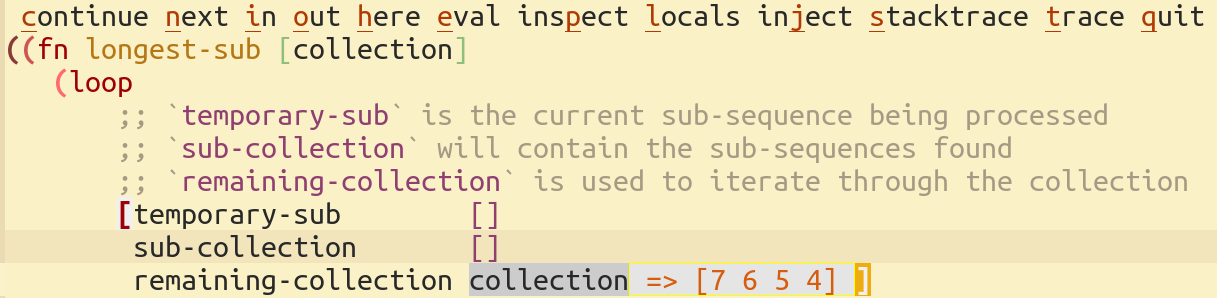 continue next in out here eval inspect locals inject stacktrace trace quit
((fn longest-sub [collection]
   (loop
       ;; `temporary-sub` is the current sub-sequence being processed
       ;; `sub-collection` will contain the sub-sequences found
       ;; `remaining-collection` is used to iterate through the collection
       [temporary-sub        []
        sub-collection       []
        remaining-collection collection => [7 6 5 4] ]